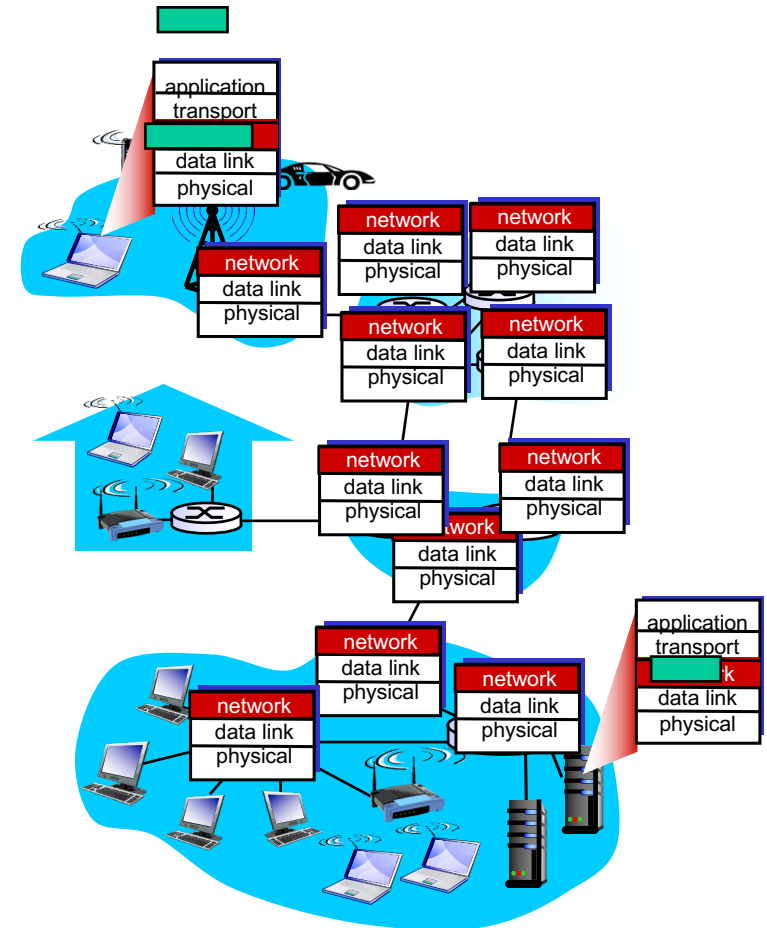 application
transport
data link
physical
network
data link
physical
network
data link
physical
network
data link
physical
network
data link
physical
network
data link
physical
network
data link
physical
network
data link
physical
data link
physical
application
transport
data link
physical
network
data link
physical
network
data link
physical
network
data link
physical